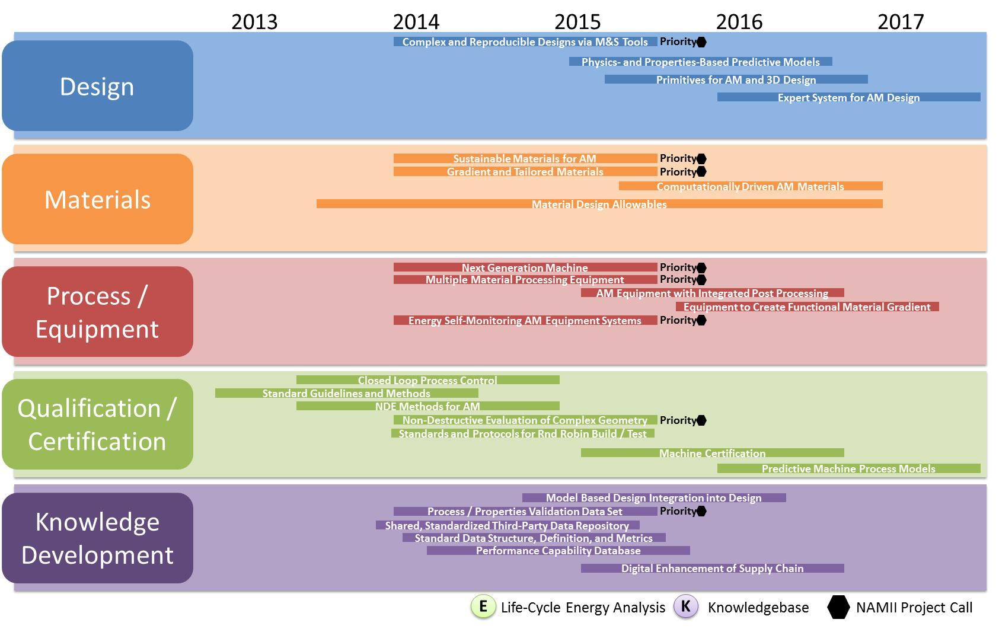 2013 2014 2015 2016 2017
Design
Complex and Reproducible Designs via M&S Tools Priority
Physics- and Properties-Based Predictive Models
Primitives for AM and 3D Design
Expert System for AM Design
Materials
Sustainable Materials for AM Priority
Gradient and Tailored Materials Priority
Computationally Driven AM Materials
Material Design Allowables
Process /
Equipment
Next Generation Machine Priority
Multiple Material Processing Equipment Priority
AM Equipment with Integrated Post Processing
Equipment to Create Functional Material Gradient
Energy Self-Monitoring AM Equipment Systems Priority
Qualification /
Certification
Closed Loop Process Control
Standard Guidelines and Methods
NDE Methods for AM
Non-Destructive Evaluation of Complex Geometry Priority
Standards and Protocols for Rnd Robin Build / Test
Machine Certification
Predictive Machine Process Models
Knowledge
Development
Model Based Design Integration into Design
Process / Properties Validation Data Set Priority
Shared, Standardized Third-Party Data Repository
Standard Data Structure, Definition, and Metrics
Performance Capability Database
Digital Enhancement of Supply Chain
E Life-Cycle Energy Analysis K Knowledgebase NAMII Project Call